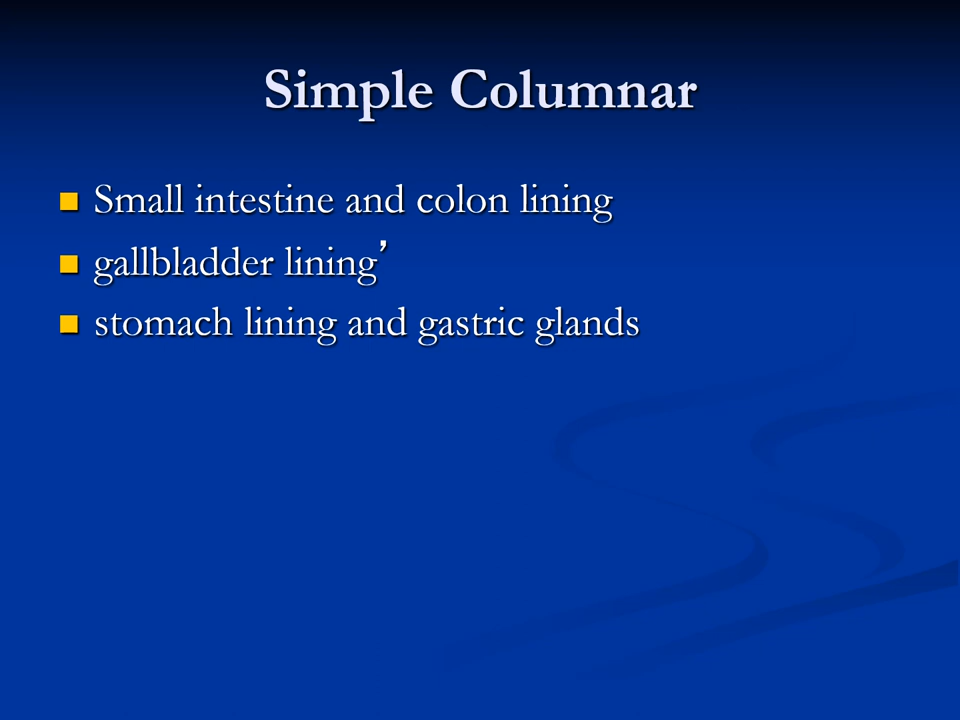 Simple Columnar
Small intestine and colon lining
gallbladder lining’
stomach lining and gastric glands